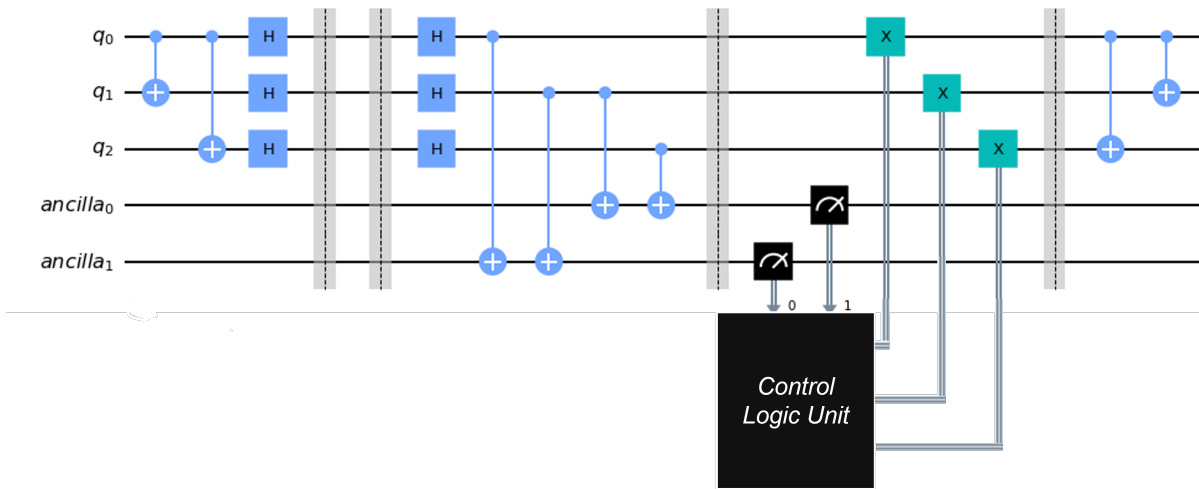 q0 H H X
q1 H H X
q2 H H X
ancilla0
ancilla1
0 1
Control
Logic Unit